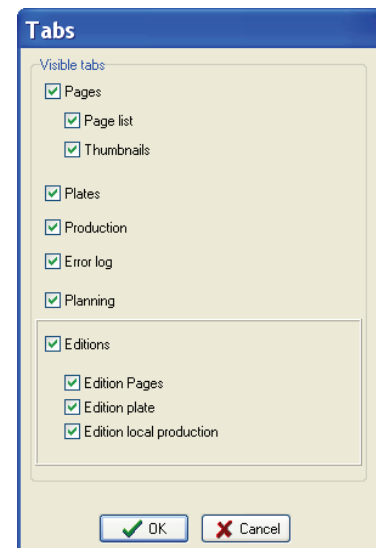 Tabs
Visible tabs
Pages
Page list
Thumbnails
Plates
Production
Error log
Planning
Editions
Edition Pages
Edition plate
Edition local production
OK Cancel